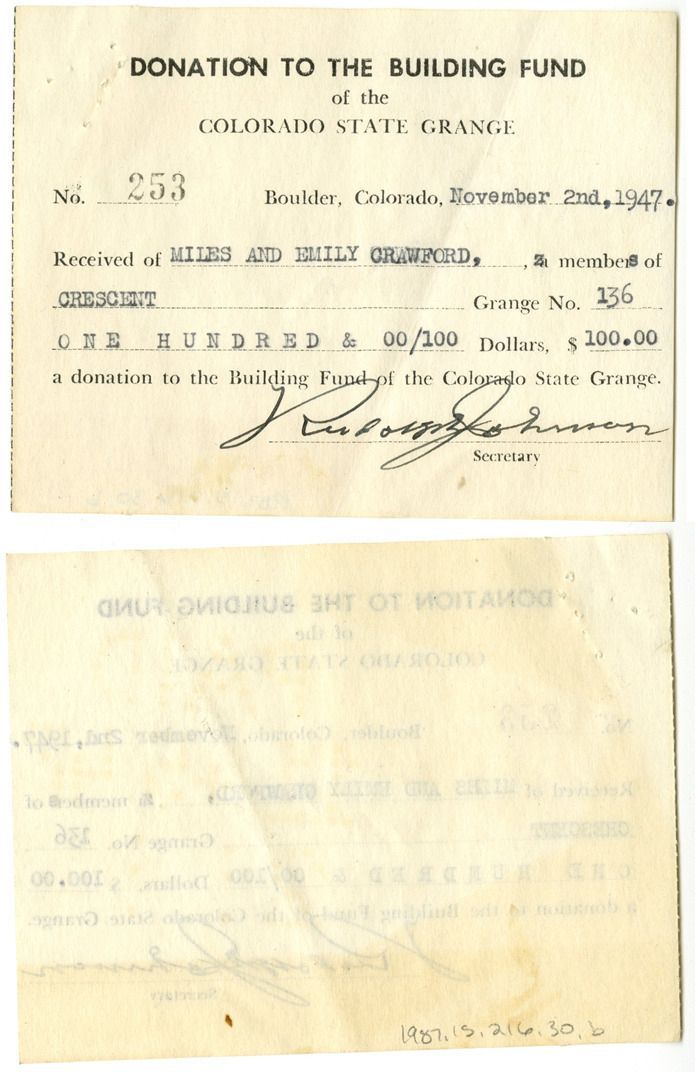 DONATION TO THE BUILDING FUND
of the
COLORADO STATE GRANGE
No. 253 Boulder, Colorado, November 2nd, 1947.
Received of MILES AND EMILY CRAWFORD, , members of
CRESCENT Grange No. 136
ONE HUNDRED & 00/100 Dollars, $ 100.00
a donation to the Building Fund of the Colorado State Grange.
Rudolph Johnson
Secretary
1987.15.216.30.b